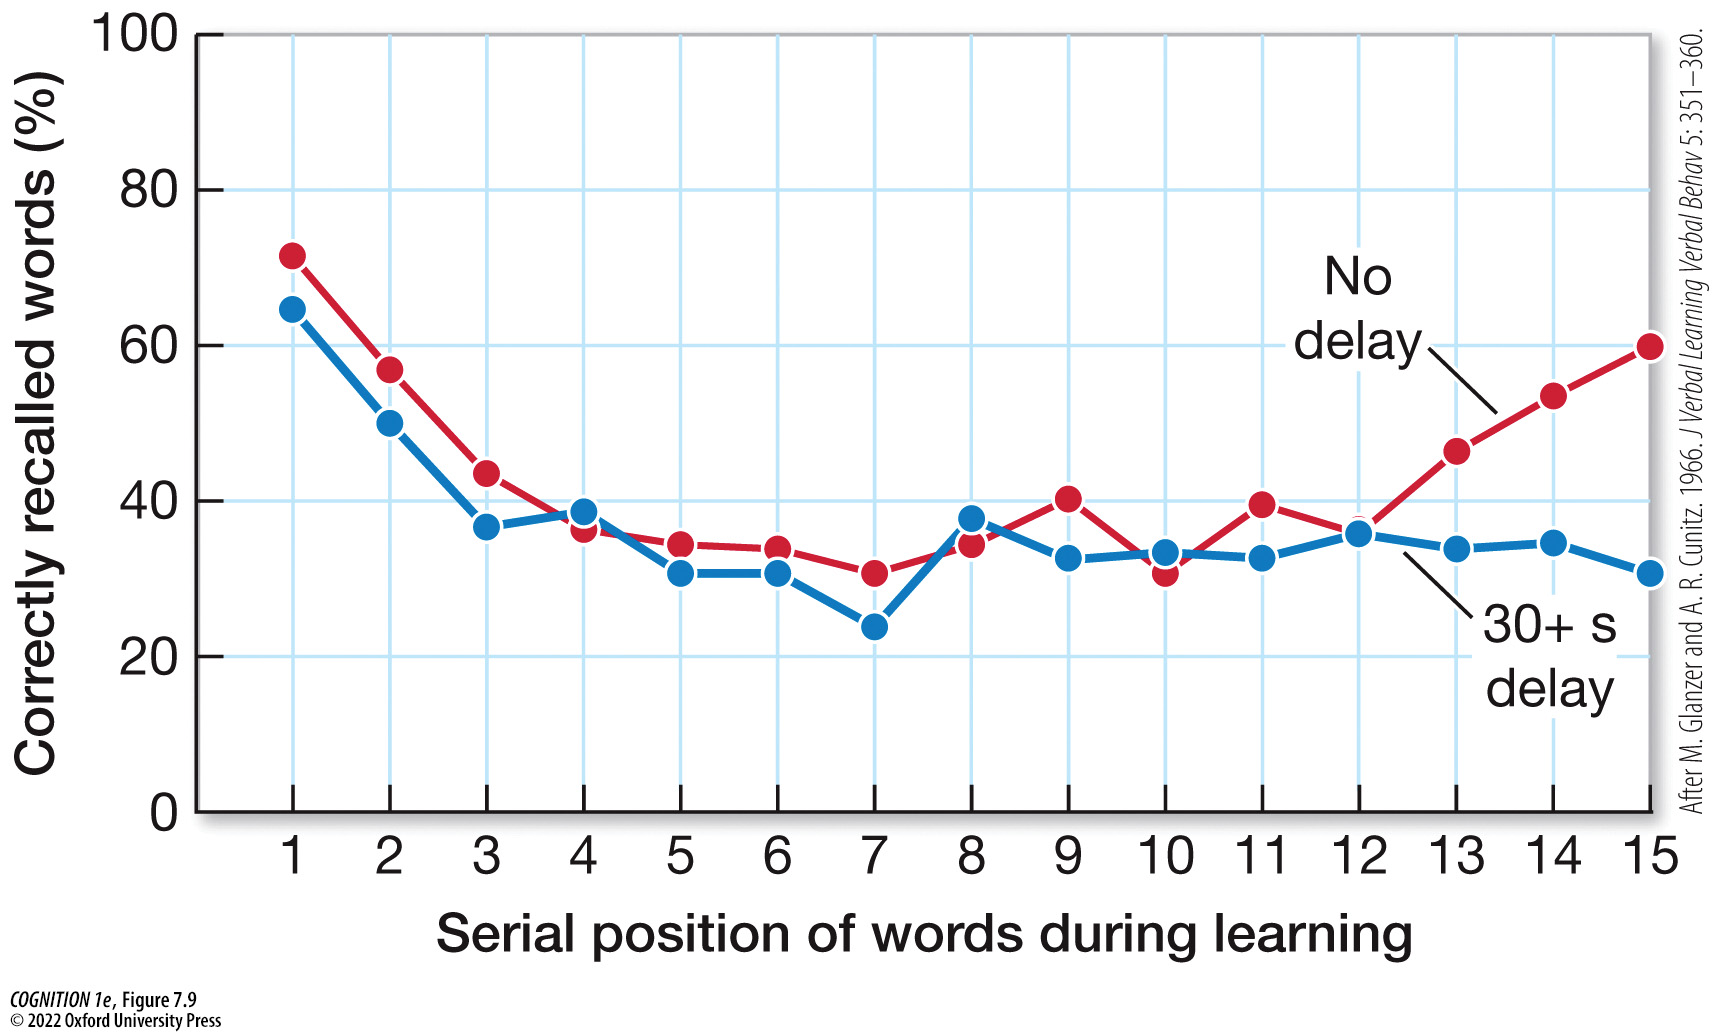 Correctly recalled words (%)
100
80
60
40
20
0
1 2 3 4 5 6 7 8 9 10 11 12 13 14 15
Serial position of words during learning
No
delay
30+ s
delay
After M. Glanzer and A. R. Cunitz. 1966. J Verbal Learning Verbal Behav 5: 351–360.
COGNITION 1e, Figure 7.9
© 2022 Oxford University Press